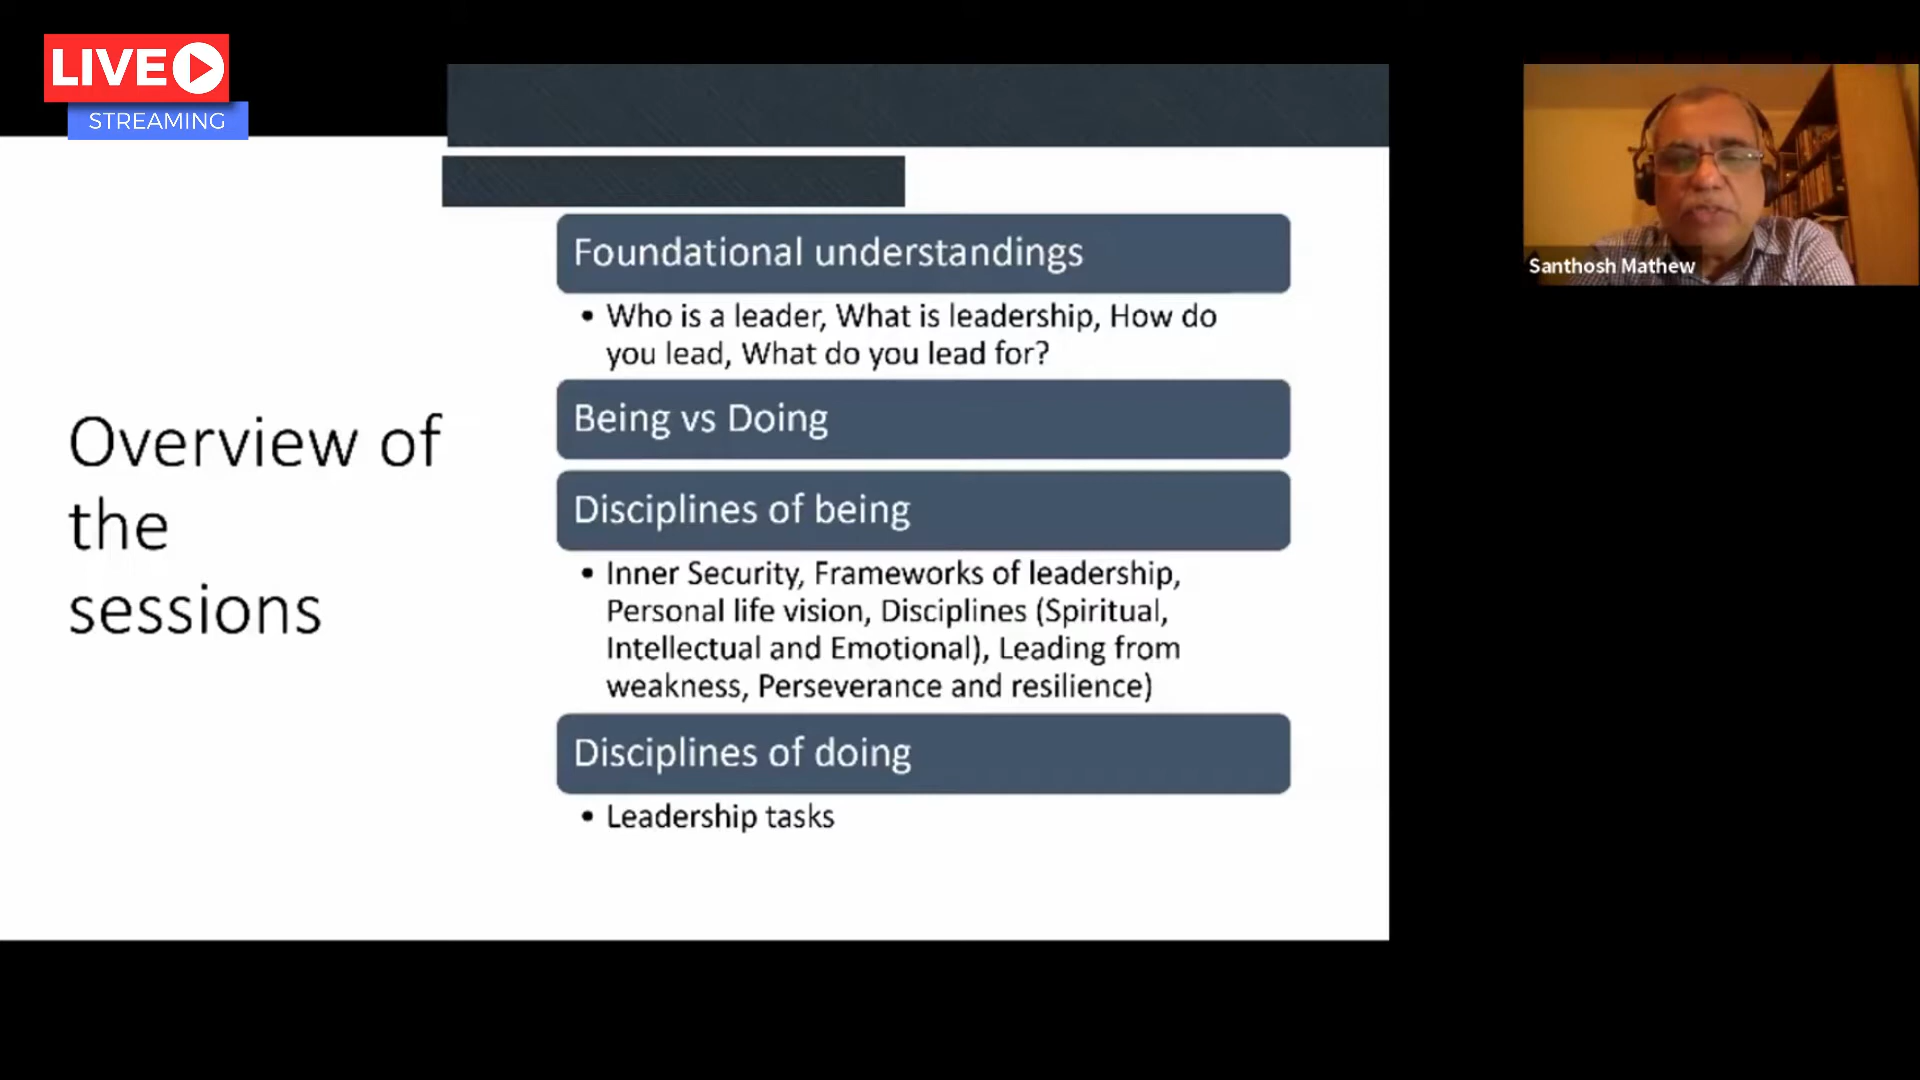 LIVE
STREAMING
Overview of
the
sessions
Foundational understandings
• Who is a leader, What is leadership, How do
you lead, What do you lead for?
Being vs Doing
Disciplines of being
• Inner Security, Frameworks of leadership,
Personal life vision, Disciplines (Spiritual,
Intellectual and Emotional), Leading from
weakness, Perseverance and resilience)
Disciplines of doing
• Leadership tasks
Santhosh Mathew